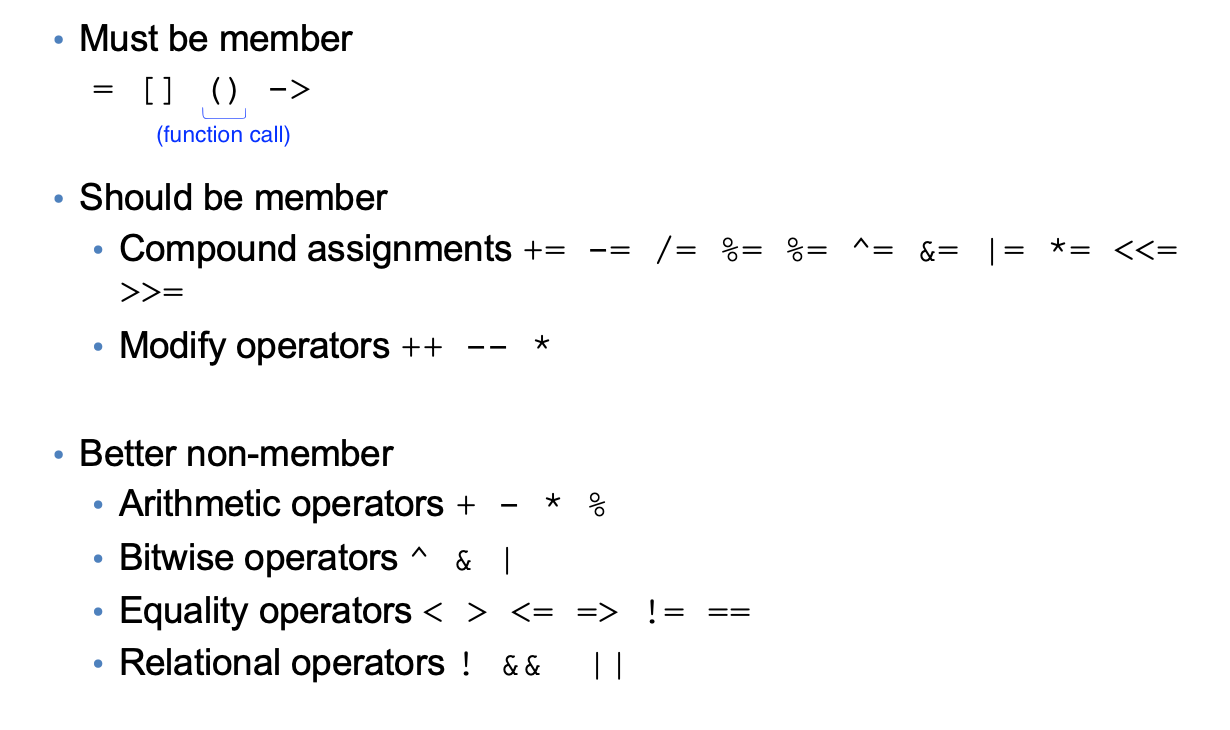 • Must be member
= [] () ->
(function call)
• Should be member
• Compound assignments += -= /= %= %= ^= &= |= *= <<=
>>=
• Modify operators ++ -- *
• Better non-member
• Arithmetic operators + - * %
• Bitwise operators ^ & |
• Equality operators < > <= => != ==
• Relational operators ! && ||